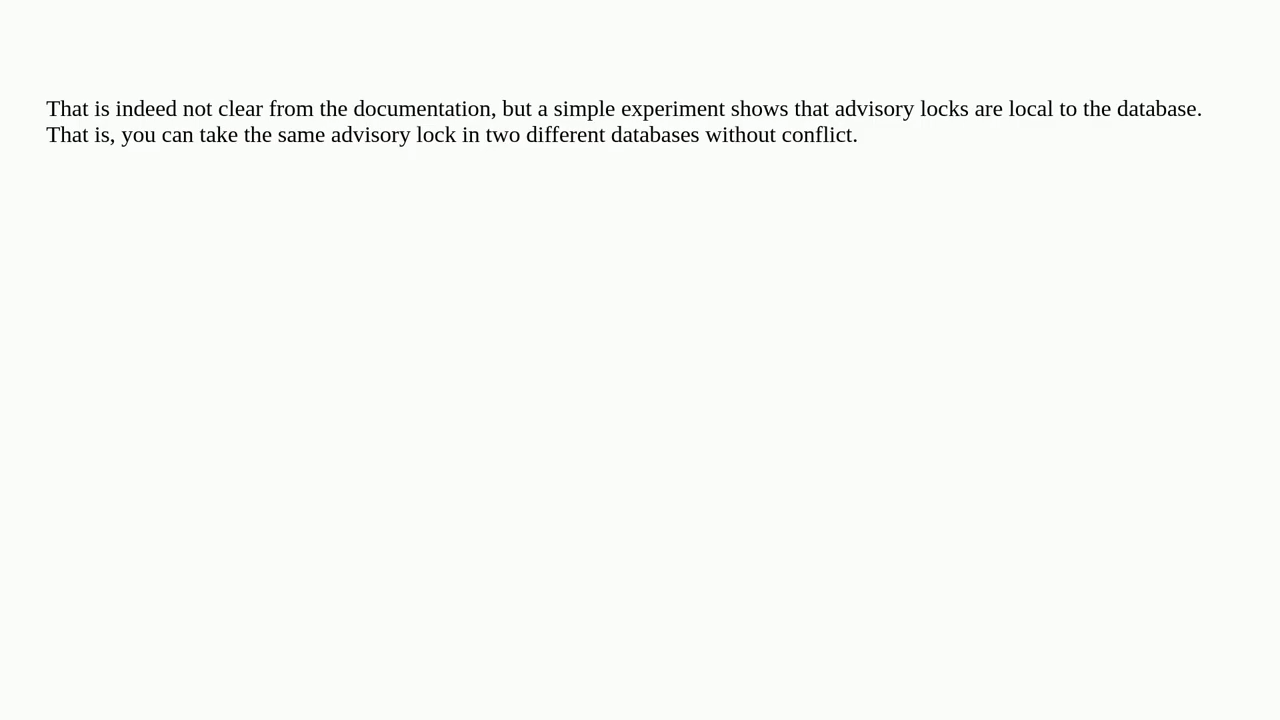 That is indeed not clear from the documentation, but a simple experiment shows that advisory locks are local to the database.
That is, you can take the same advisory lock in two different databases without conflict.